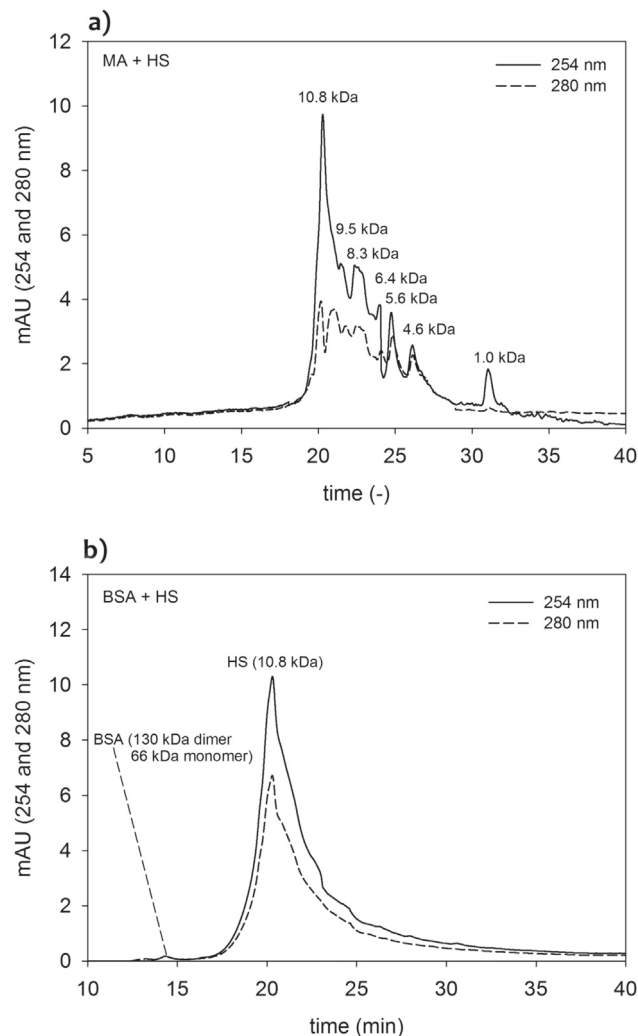 a)
12
10
8
6
4
2
0
mAU (254 and 280 nm)
MA + HS
254 nm
280 nm
10.8 kDa
9.5 kDa
8.3 kDa
6.4 kDa
5.6 kDa
4.6 kDa
1.0 kDa
5 10 15 20 25 30 35 40
time (-)
b)
14
12
10
8
6
4
2
0
mAU (254 and 280 nm)
BSA + HS
254 nm
280 nm
HS (10.8 kDa)
BSA (130 kDa dimer
66 kDa monomer)
10 15 20 25 30 35 40
time (min)